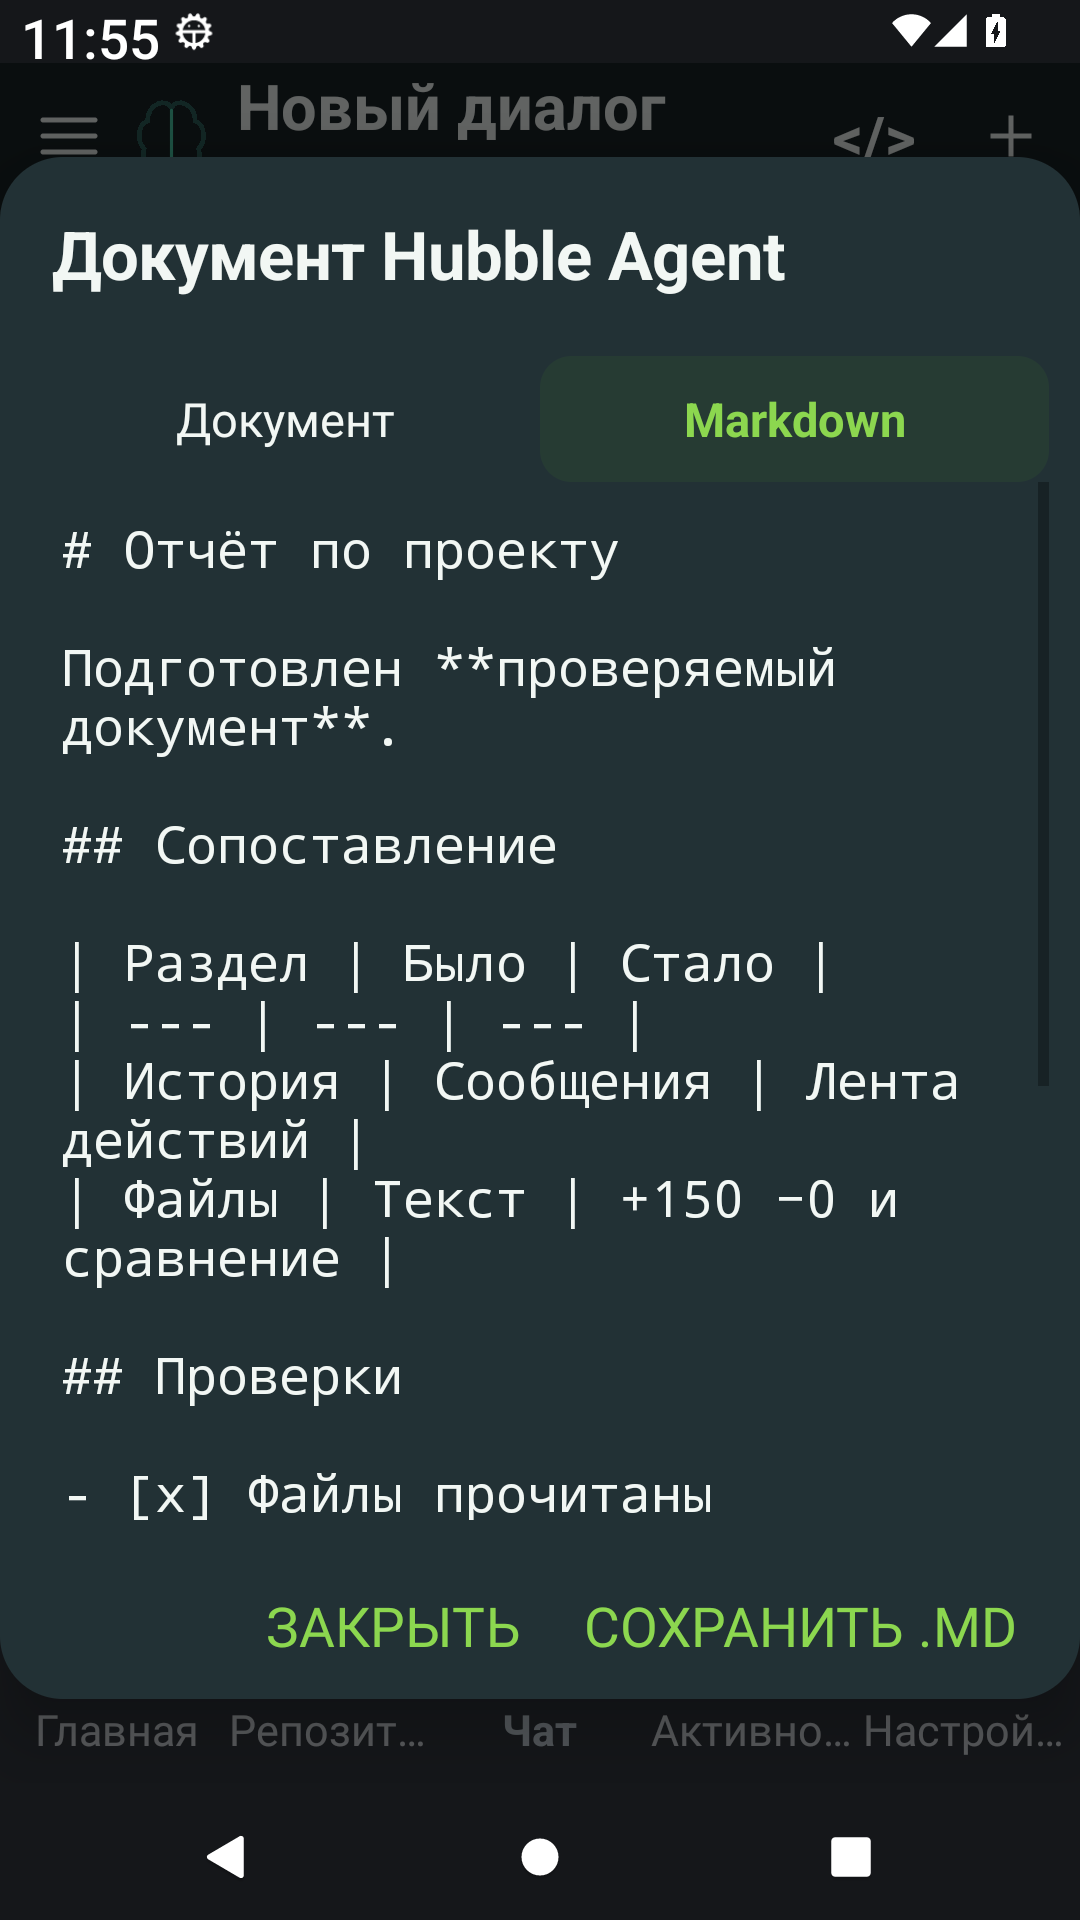 11:55
Новый диалог
</>
Документ Hubble Agent
Документ
Markdown
# Отчёт по проекту
Подготовлен **проверяемый
документ**.
## Сопоставление
| Раздел | Было | Стало |
| --- | --- | --- |
| История | Сообщения | Лента
действий |
| Файлы | Текст | +150 −0 и
сравнение |
## Проверки
- [x] Файлы прочитаны
ЗАКРЫТЬ
СОХРАНИТЬ .MD
Главная
Репозит…
Чат
Активно…
Настрой…